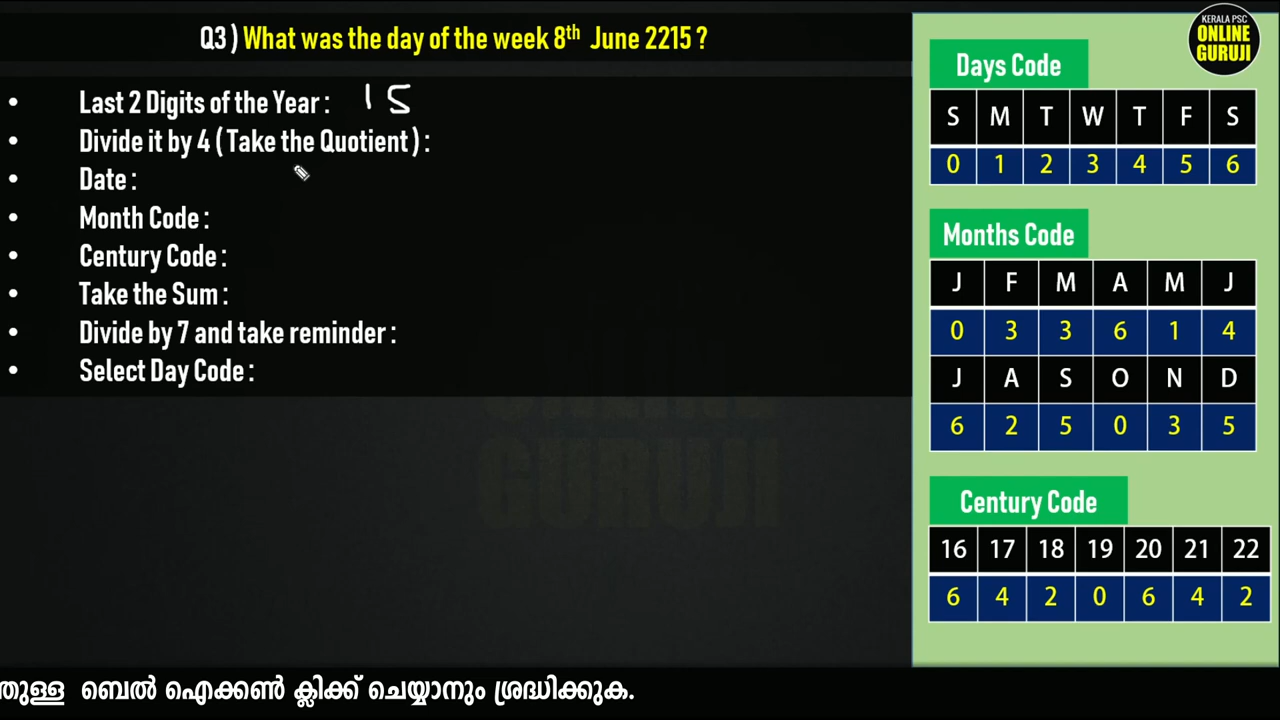 Q3 ) What was the day of the week 8th June 2215 ?
KERALA PSC
ONLINE
GURUJI
• Last 2 Digits of the Year : 15
• Divide it by 4 ( Take the Quotient ) :
• Date :
• Month Code :
• Century Code :
• Take the Sum :
• Divide by 7 and take reminder :
• Select Day Code :
Days Code
S M T W T F S
0 1 2 3 4 5 6
Months Code
J F M A M J
0 3 3 6 1 4
J A S O N D
6 2 5 0 3 5
Century Code
16 17 18 19 20 21 22
6 4 2 0 6 4 2
ONLINE
GURUJI
ത്തുള്ള ബെൽ ഐക്കൺ ക്ലിക്ക് ചെയ്യാനും ശ്രദ്ധിക്കുക.